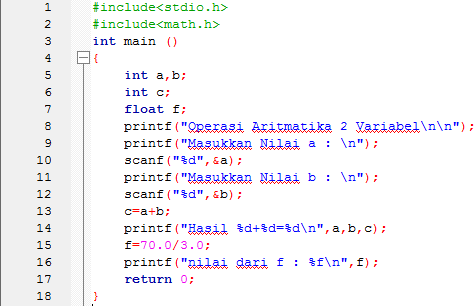 1 #include<stdio.h>
2 #include<math.h>
3 int main ()
4 {
5 int a,b;
6 int c;
7 float f;
8 printf("Operasi Aritmatika 2 Variabel\n\n");
9 printf("Masukkan Nilai a : \n");
10 scanf("%d",&a);
11 printf("Masukkan Nilai b : \n");
12 scanf("%d",&b);
13 c=a+b;
14 printf("Hasil %d+%d=%d\n",a,b,c);
15 f=70.0/3.0;
16 printf("nilai dari f : %f\n",f);
17 return 0;
18 }